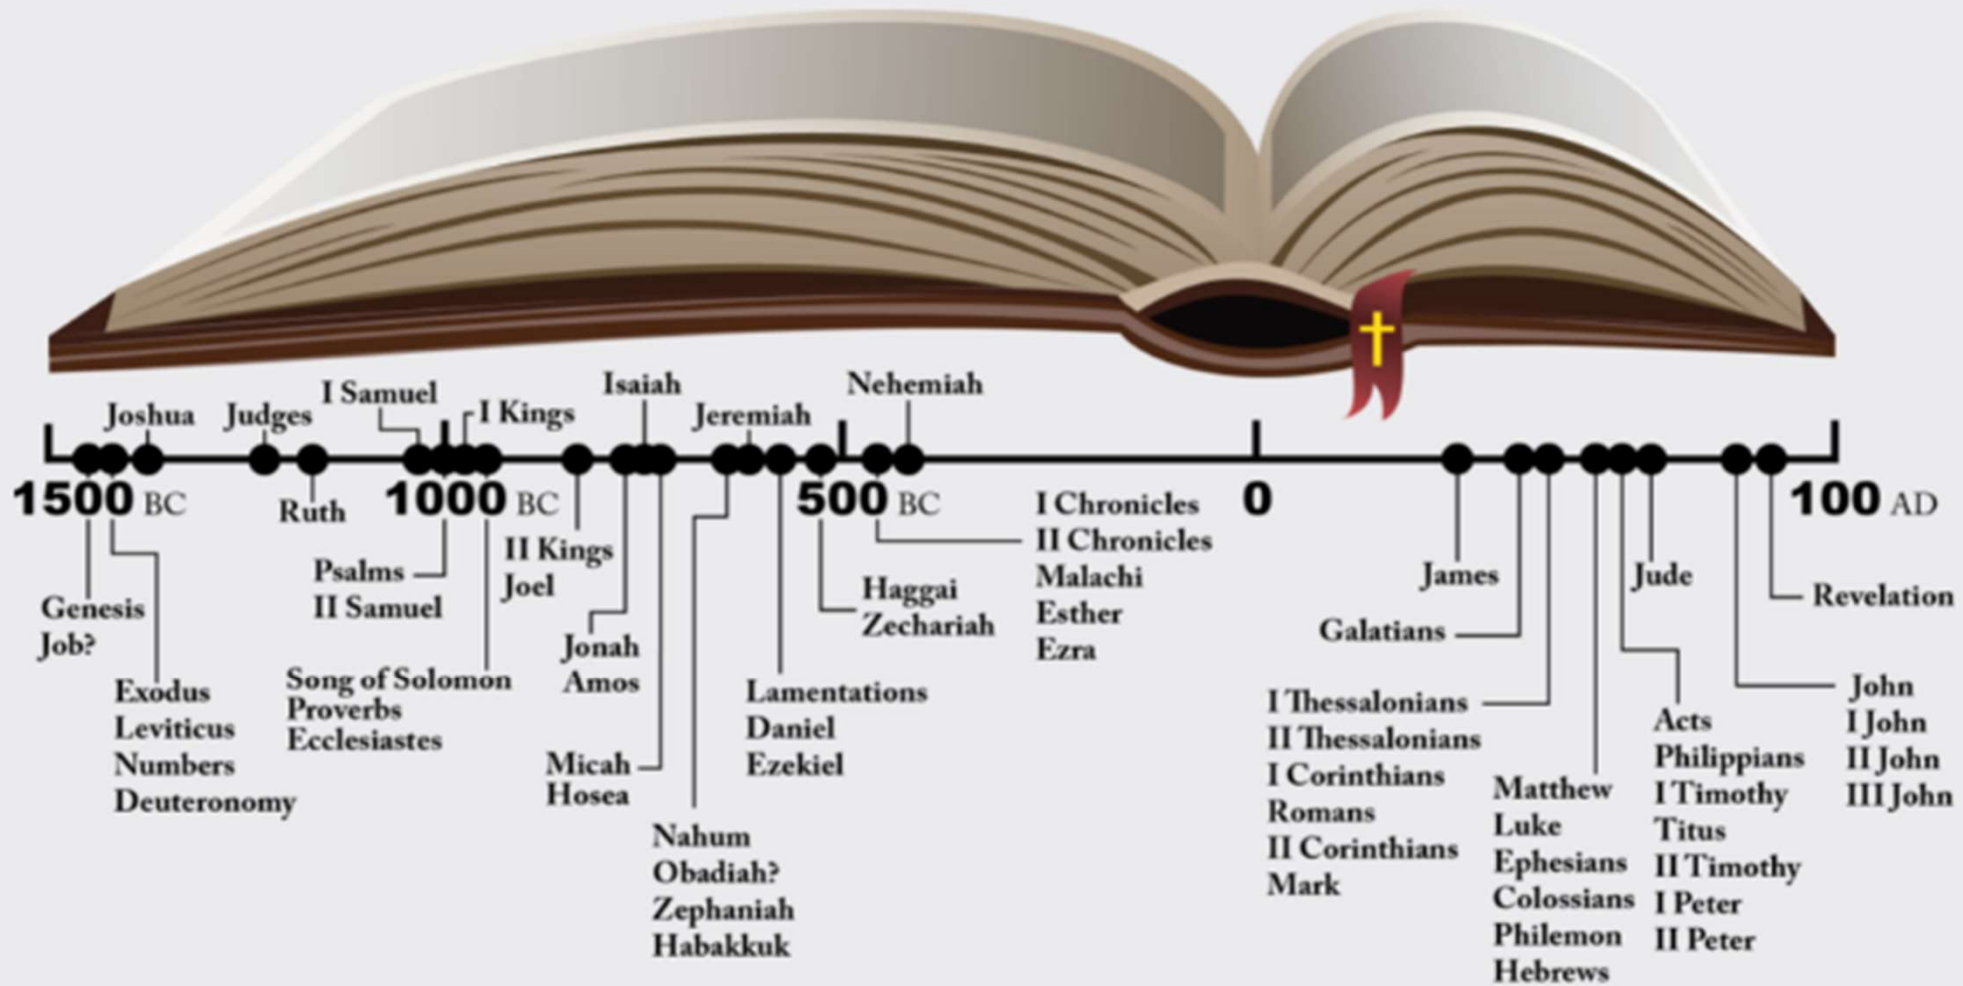 Isaiah
Nehemiah
I Samuel
Joshua
Judges
I Kings
Jeremiah
1500 BC
Ruth
1000 BC
500 BC
0
100 AD
Genesis
Job?
Exodus
Leviticus
Numbers
Deuteronomy
Psalms
II Samuel
Song of Solomon
Proverbs
Ecclesiastes
II Kings
Joel
Jonah
Amos
Micah
Hosea
Nahum
Obadiah?
Zephaniah
Habakkuk
Lamentations
Daniel
Ezekiel
Haggai
Zechariah
I Chronicles
II Chronicles
Malachi
Esther
Ezra
James
Galatians
I Thessalonians
II Thessalonians
I Corinthians
Romans
II Corinthians
Mark
Matthew
Luke
Ephesians
Colossians
Philemon
Hebrews
Jude
Acts
Philippians
I Timothy
Titus
II Timothy
I Peter
II Peter
Revelation
John
I John
II John
III John